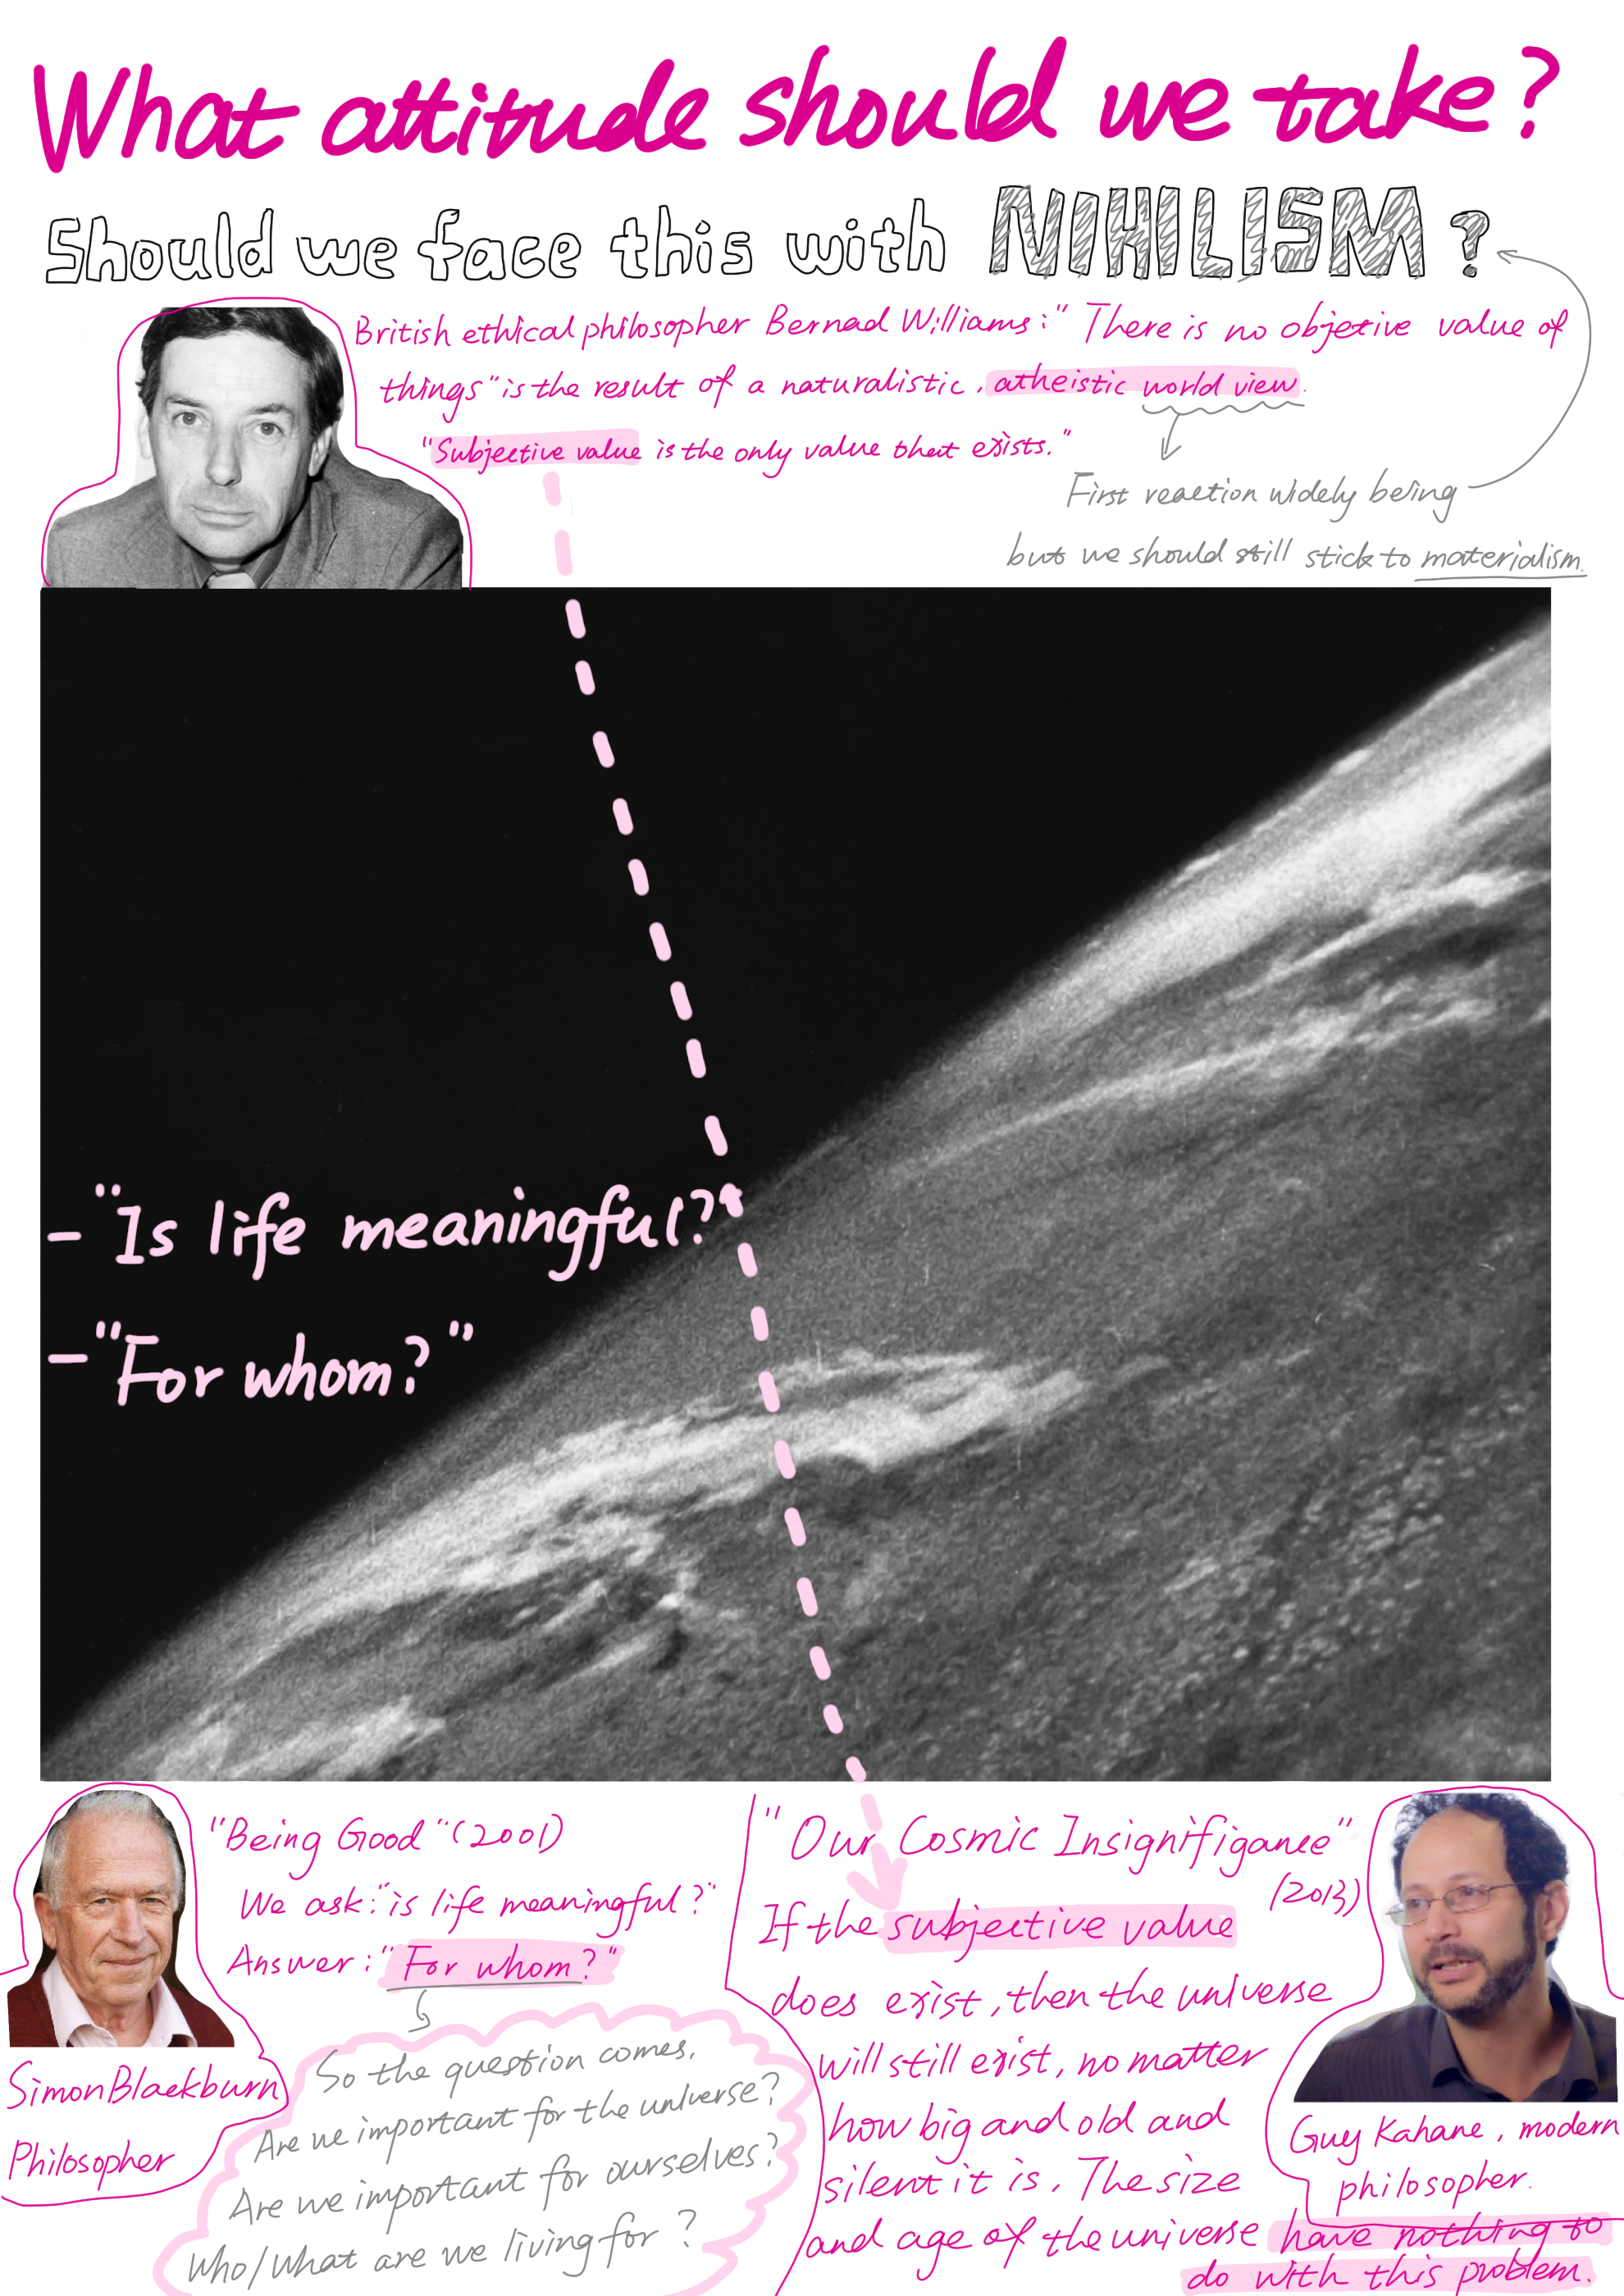 What attitude should we take?
Should we face this with NIHILISM?
British ethical philosopher Bernad Williams: "There is no objetive value of
things" is the result of a naturalistic, atheistic world view.
"Subjective value is the only value that exists."
First reaction widely being
but we should still stick to materialism.
- "Is life meaningful?"
- "For whom?"
"Being Good" (2001)
We ask: "is life meaningful?"
Answer: "For whom?"
So the question comes,
Are we important for the universe?
Are we important for ourselves?
Who/What are we living for?
Simon Blackburn
Philosopher
"Our Cosmic Insignifigance"
(2013)
If the subjective value
does exist, then the universe
will still exist, no matter
how big and old and
silent it is. The size
and age of the universe have nothing to
do with this problem.
Guy Kahane, modern
philosopher.